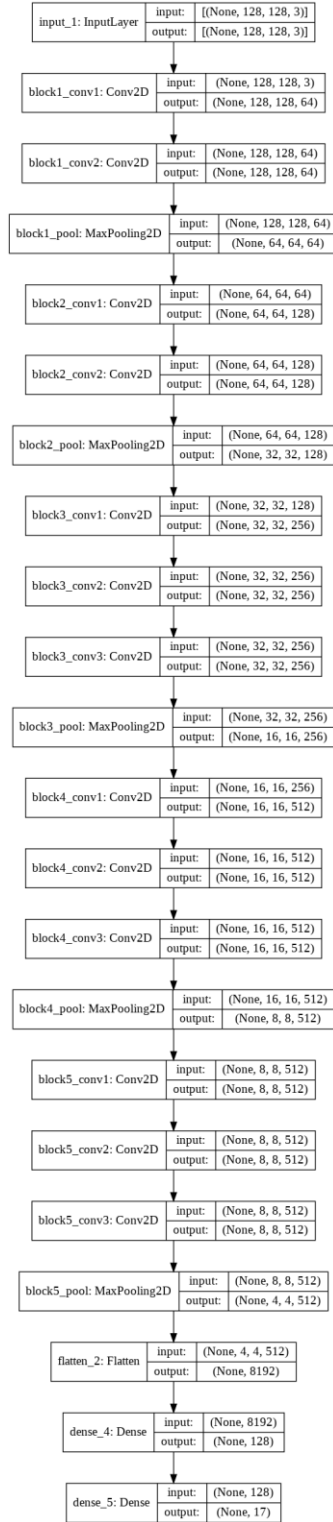 input_1: InputLayer input: [(None, 128, 128, 3)]
output: [(None, 128, 128, 3)]
block1_conv1: Conv2D input: (None, 128, 128, 3)
output: (None, 128, 128, 64)
block1_conv2: Conv2D input: (None, 128, 128, 64)
output: (None, 128, 128, 64)
block1_pool: MaxPooling2D input: (None, 128, 128, 64)
output: (None, 64, 64, 64)
block2_conv1: Conv2D input: (None, 64, 64, 64)
output: (None, 64, 64, 128)
block2_conv2: Conv2D input: (None, 64, 64, 128)
output: (None, 64, 64, 128)
block2_pool: MaxPooling2D input: (None, 64, 64, 128)
output: (None, 32, 32, 128)
block3_conv1: Conv2D input: (None, 32, 32, 128)
output: (None, 32, 32, 256)
block3_conv2: Conv2D input: (None, 32, 32, 256)
output: (None, 32, 32, 256)
block3_conv3: Conv2D input: (None, 32, 32, 256)
output: (None, 32, 32, 256)
block3_pool: MaxPooling2D input: (None, 32, 32, 256)
output: (None, 16, 16, 256)
block4_conv1: Conv2D input: (None, 16, 16, 256)
output: (None, 16, 16, 512)
block4_conv2: Conv2D input: (None, 16, 16, 512)
output: (None, 16, 16, 512)
block4_conv3: Conv2D input: (None, 16, 16, 512)
output: (None, 16, 16, 512)
block4_pool: MaxPooling2D input: (None, 16, 16, 512)
output: (None, 8, 8, 512)
block5_conv1: Conv2D input: (None, 8, 8, 512)
output: (None, 8, 8, 512)
block5_conv2: Conv2D input: (None, 8, 8, 512)
output: (None, 8, 8, 512)
block5_conv3: Conv2D input: (None, 8, 8, 512)
output: (None, 8, 8, 512)
block5_pool: MaxPooling2D input: (None, 8, 8, 512)
output: (None, 4, 4, 512)
flatten_2: Flatten input: (None, 4, 4, 512)
output: (None, 8192)
dense_4: Dense input: (None, 8192)
output: (None, 128)
dense_5: Dense input: (None, 128)
output: (None, 17)